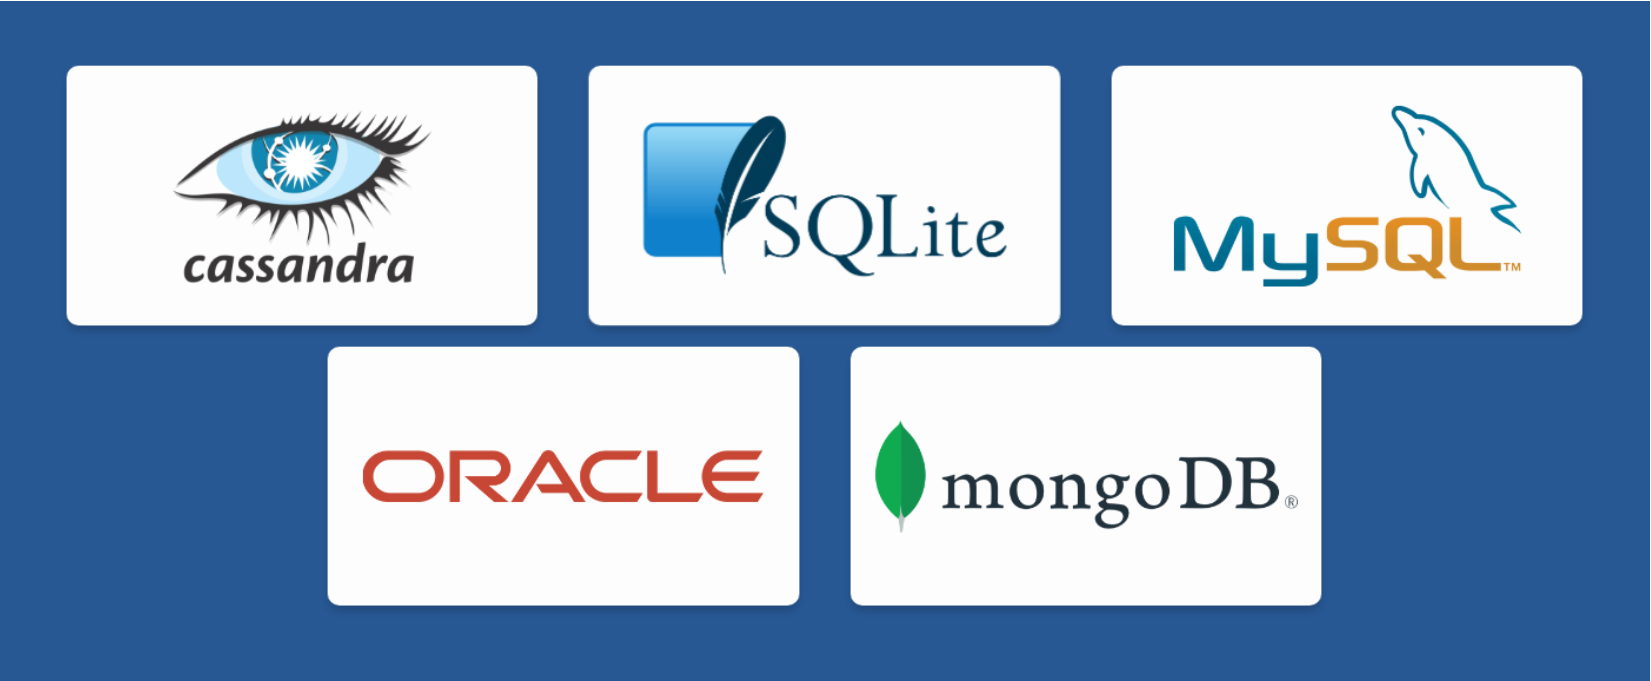 cassandra
SQLite
MySQL™
ORACLE
mongoDB®